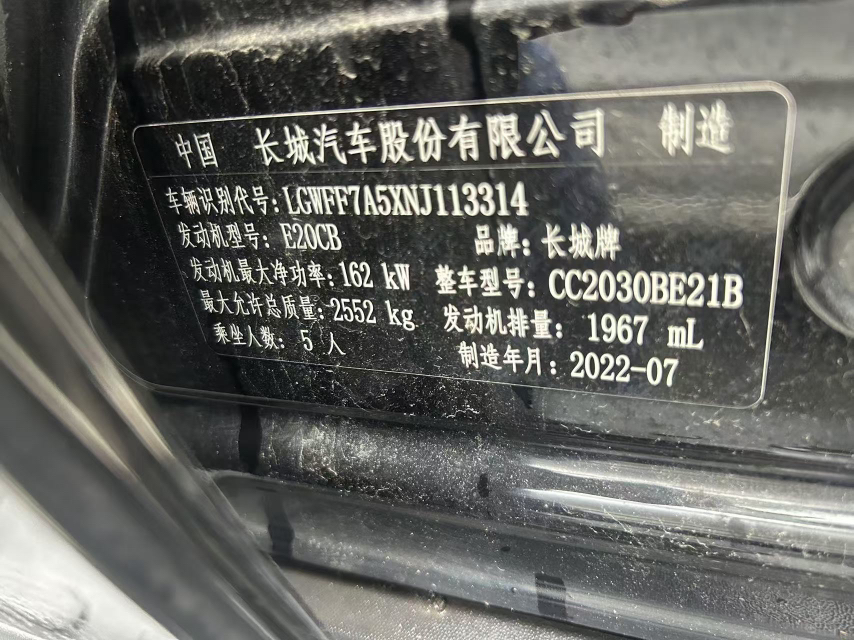 中国 长城汽车股份有限公司 制造
车辆识别代号:LGWFF7A5XNJ113314
发动机型号:E20CB 品牌:长城牌
发动机最大净功率:162 kW 整车型号:CC2030BE21B
最大允许总质量:2552 kg 发动机排量:1967 mL
乘坐人数:5 人 制造年月:2022-07